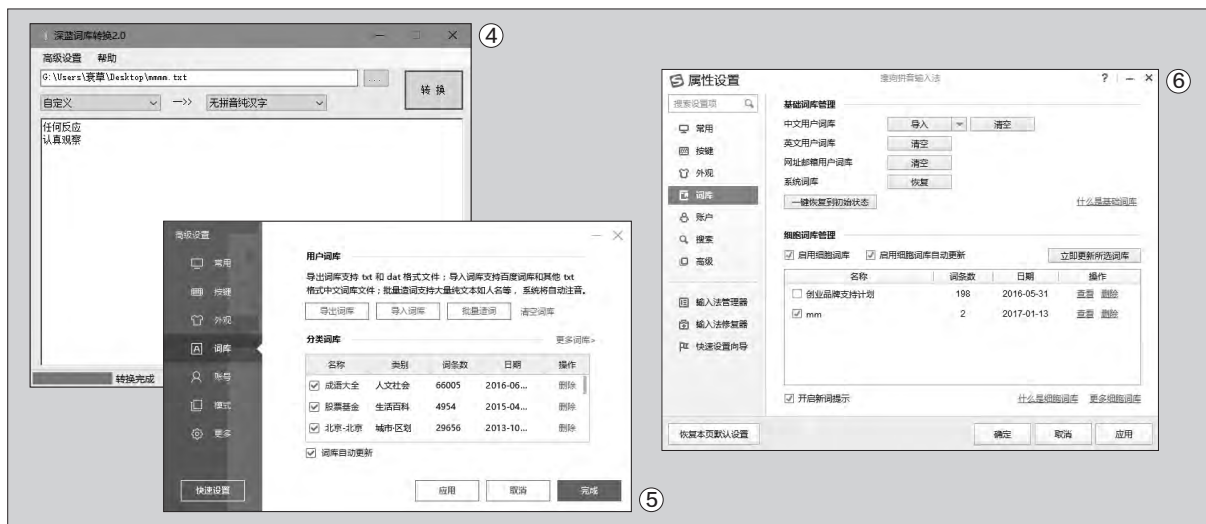 深蓝词库转换2.0
④
高级设置 帮助
G:\Users\衰草\Desktop\mmm.txt ...
转 换
自定义 —>> 无拼音纯汉字
任何反应
认真观察
转换完成
高级设置
常用
按键
外观
词库
账号
模式
更多
快速设置
用户词库
导出词库支持 txt 和 dat 格式文件；导入词库支持百度词库和其他 txt
格式中文词库文件；批量造词支持大量纯文本如人名等， 系统将自动注音。
导出词库 导入词库 批量造词 清空词库
分类词库 更多词库>
名称 类别 词条数 日期 操作
成语大全 人文社会 66005 2016-06... 删除
股票基金 生活百科 4954 2015-04... 删除
北京-北京 城市·区划 29656 2013-10... 删除
词库自动更新
应用 取消 完成
⑤
属性设置 搜狗拼音输入法 ?
⑥
搜索设置项
常用
按键
外观
词库
账户
搜索
高级
输入法管理器
输入法修复器
快速设置向导
基础词库管理
中文用户词库 导入 清空
英文用户词库 清空
网址邮箱用户词库 清空
系统词库 恢复
一键恢复到初始状态 什么是基础词库
细胞词库管理
启用细胞词库 启用细胞词库自动更新 立即更新所选词库
名称 词条数 日期 操作
创业品牌支持计划 198 2016-05-31 查看 删除
mm 2 2017-01-13 查看 删除
开启新词提示 什么是细胞词库 更多细胞词库
恢复本页默认设置 确定 取消 应用